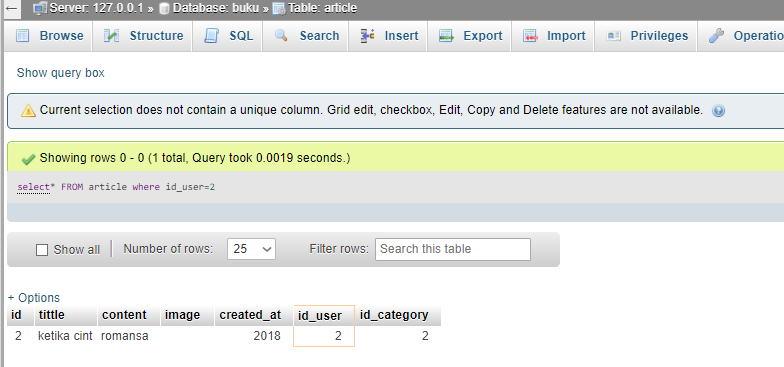 Server: 127.0.0.1 » Database: buku » Table: article
Browse Structure SQL Search Insert Export Import Privileges Operatio
Show query box
Current selection does not contain a unique column. Grid edit, checkbox, Edit, Copy and Delete features are not available.
Showing rows 0 - 0 (1 total, Query took 0.0019 seconds.)
select* FROM article where id_user=2
Show all Number of rows: 25 Filter rows: Search this table
+ Options
id tittle content image created_at id_user id_category
2 ketika cint romansa 2018 2 2